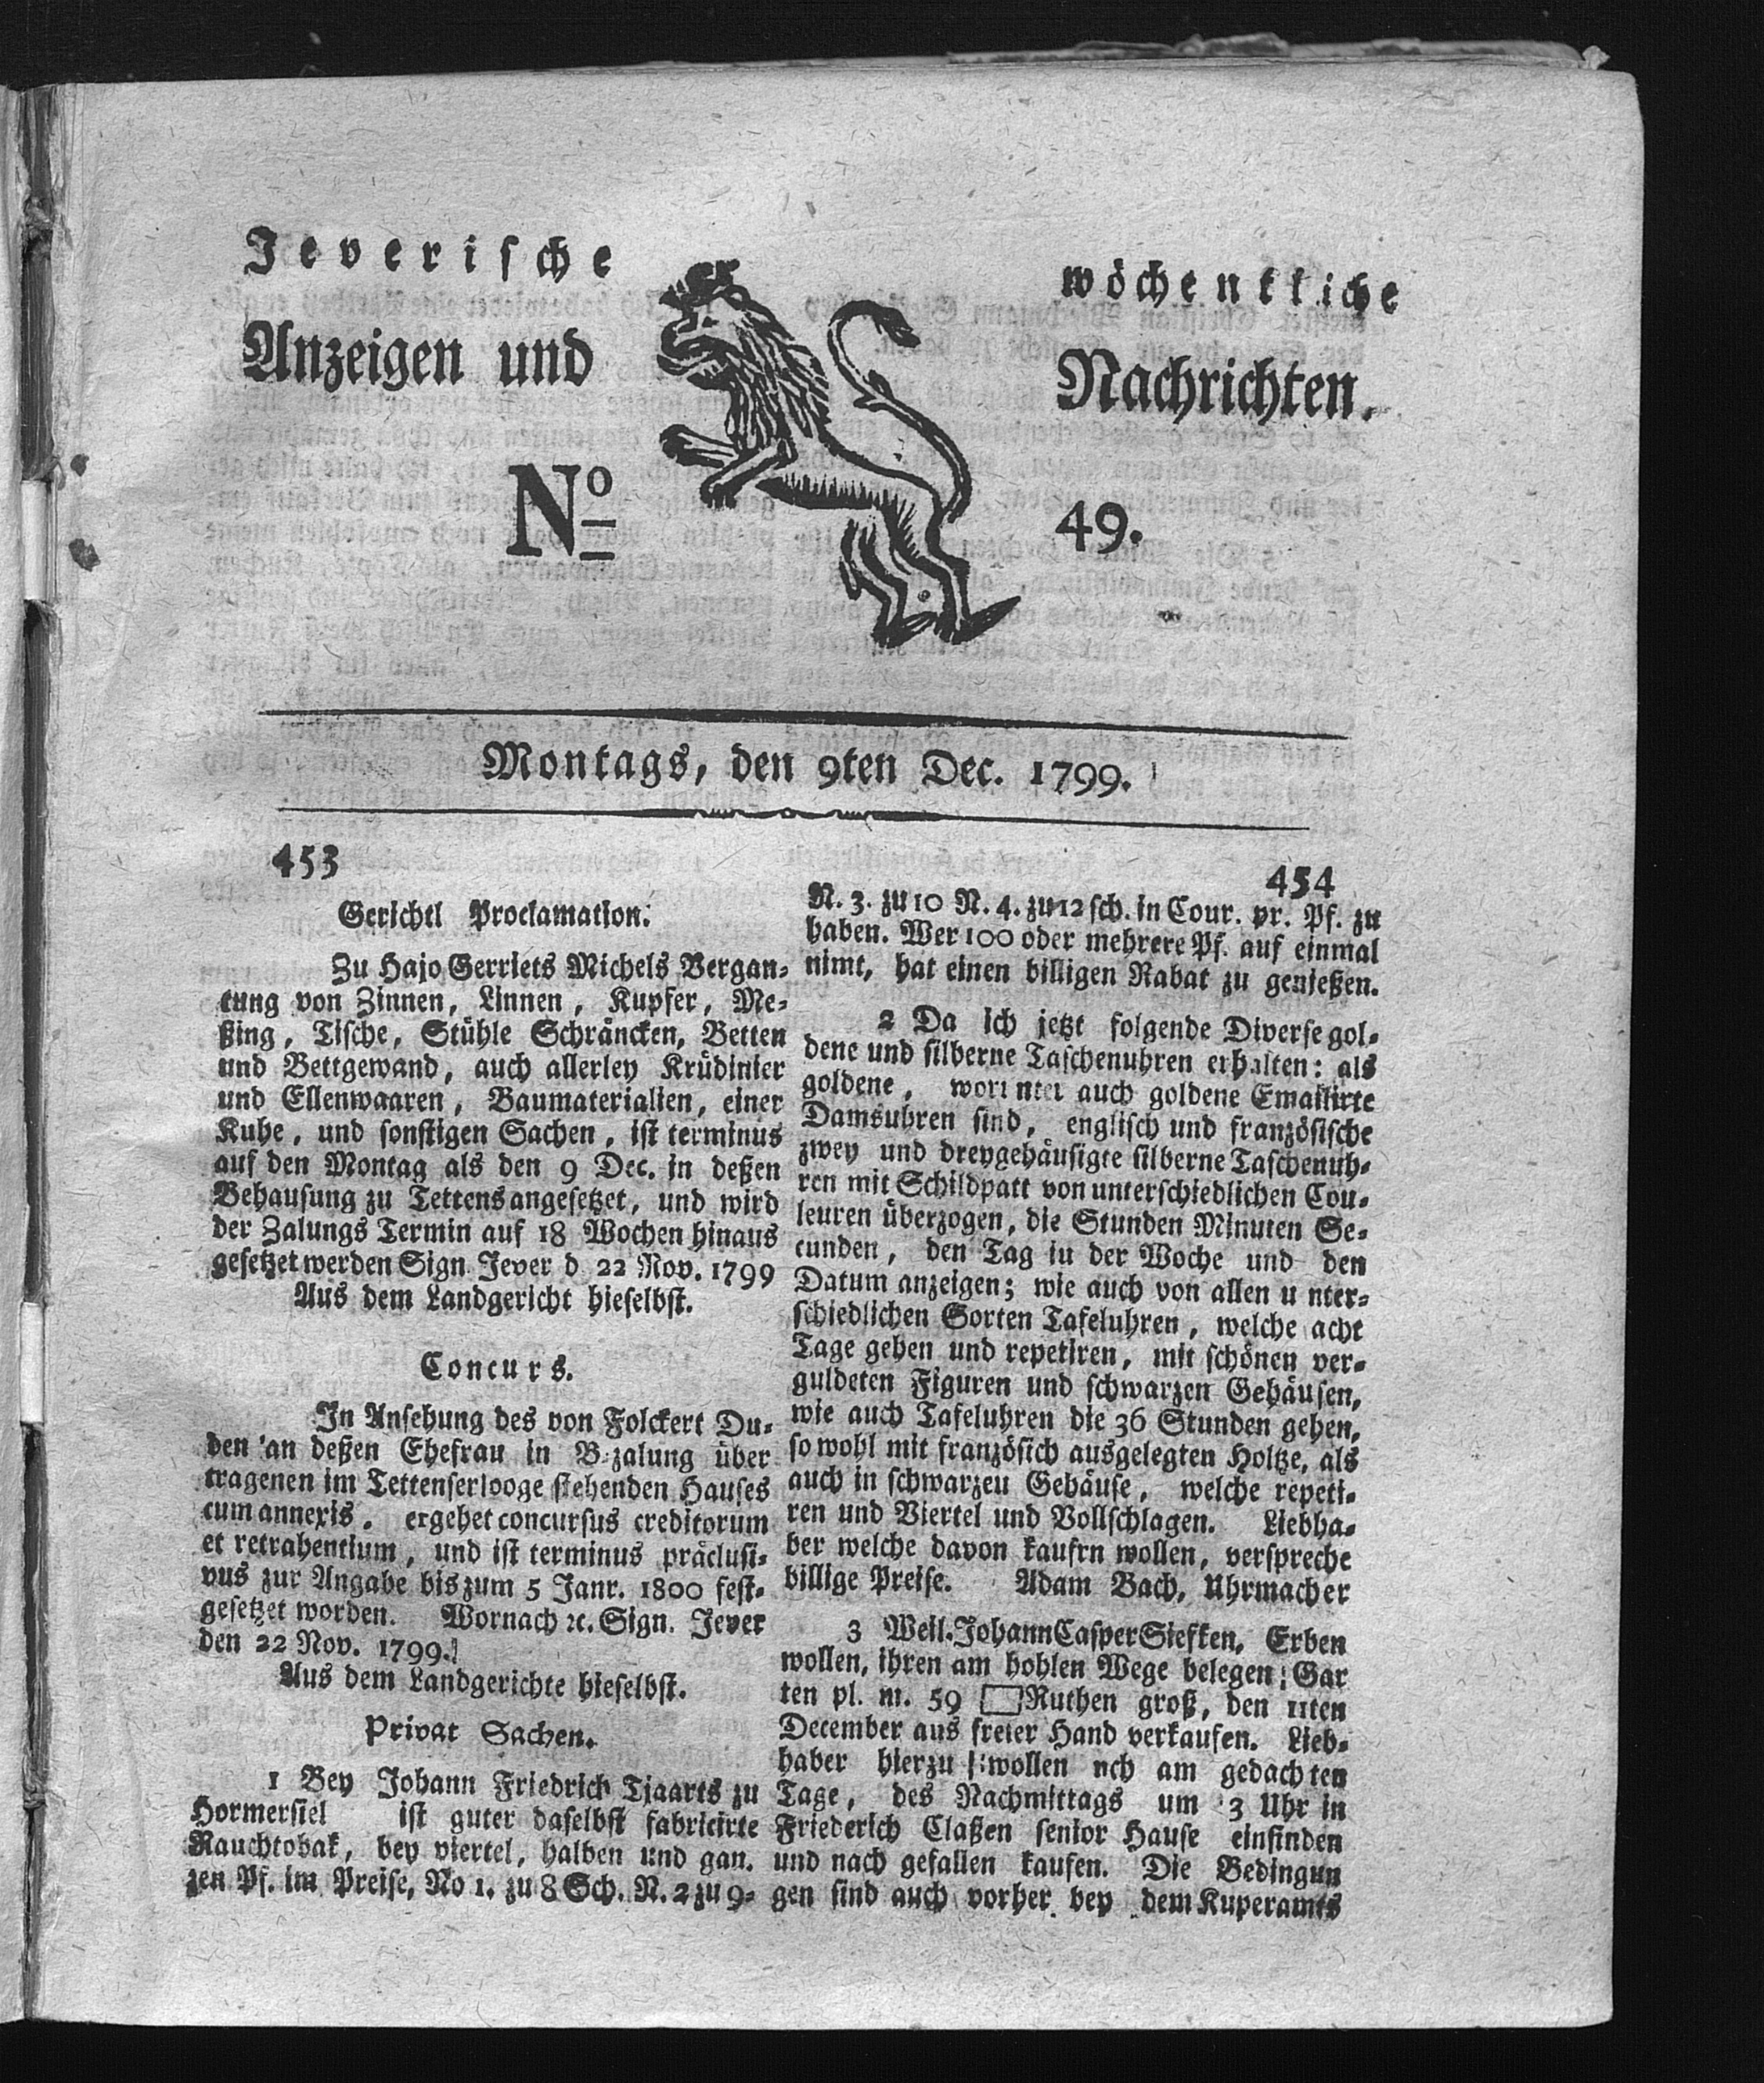 Jeverische wöchentliche
Anzeigen und Nachrichten.
No 49.
Montags, den 9ten Dec. 1799.
453
Gerichtl Proclamation.
Zu Hajo Gerriets Michels Vergan-
tung von Zinnen, Linnen, Kupfer, Me-
ßing, Tische, Stühle Schräncken, Betten
und Bettgewand, auch allerley Krüdinier
und Ellenwaaren, Baumaterialien, einer
Kuhe, und sonstigen Sachen, ist terminus
auf den Montag als den 9 Dec. in deßen
Behausung zu Tettens angesetzet, und wird
der Zalungs Termin auf 18 Wochen hinaus
gesetzet werden Sign Jever d 22 Nov. 1799
Aus dem Landgericht hieselbst.
Concurs.
In Ansehung des von Folckert Du-
den an deßen Ehefrau in Bezalung über
tragenen im Tettenserlooge stehenden Hauses
cum annexis. ergehet concursus creditorum
et retrahentium, und ist terminus präclusi-
vus zur Angabe bis zum 5 Janr. 1800 fest-
gesetzet worden. Wornach ꝛc. Sign. Jever
den 22 Nov. 1799.
Aus dem Landgerichte hieselbst.
Privat Sachen.
1 Bey Johann Friedrich Tjaarts zu
Hormersiel ist guter daselbst fabricirte
Rauchtobak, bey viertel, halben und gan.
zen Pf. im Preise, No 1. zu 8 Sch. N. 2 zu 9-
454
N. 3. zu 10 N. 4. zu 12 sch. in Cour. pr. Pf. zu
haben. Wer 100 oder mehrere Pf. auf einmal
nimt, hat einen billigen Rabat zu genießen.
2 Da ich jetzt folgende Diverse gol-
dene und silberne Taschenuhren erhalten: als
goldene, worunter auch goldene Emaillirte
Damsuhren sind, englisch und französische
zwey und dreygehäusigte silberne Taschenuh-
ren mit Schildpatt von unterschiedlichen Cou-
leuren überzogen, die Stunden Minuten Se-
cunden, den Tag in der Woche und den
Datum anzeigen; wie auch von allen u nter-
schiedlichen Sorten Tafeluhren, welche acht
Tage gehen und repetiren, mit schönen ver-
guldeten Figuren und schwarzen Gehäusen,
wie auch Tafeluhren die 36 Stunden gehen,
so wohl mit französich ausgelegten Holtze, als
auch in schwarzen Gehäuse, welche repeti-
ren und Viertel und Vollschlagen. Liebha-
ber welche davon kaufrn wollen, verspreche
billige Preise. Adam Bach, Uhrmacher
3 Weil. Johann Casper Siefken, Erben
wollen, ihren am hohlen Wege belegen Gar
ten pl. m. 59 □ Ruthen groß, den 11ten
December aus freier Hand verkaufen. Lieb-
haber hierzu wollen nch am gedachten
Tage, des Nachmittags um 3 Uhr in
Friederich Claßen senior Hause einfinden
und nach gefallen kaufen. Die Bedingun
gen sind auch vorher bey dem Kuperamts